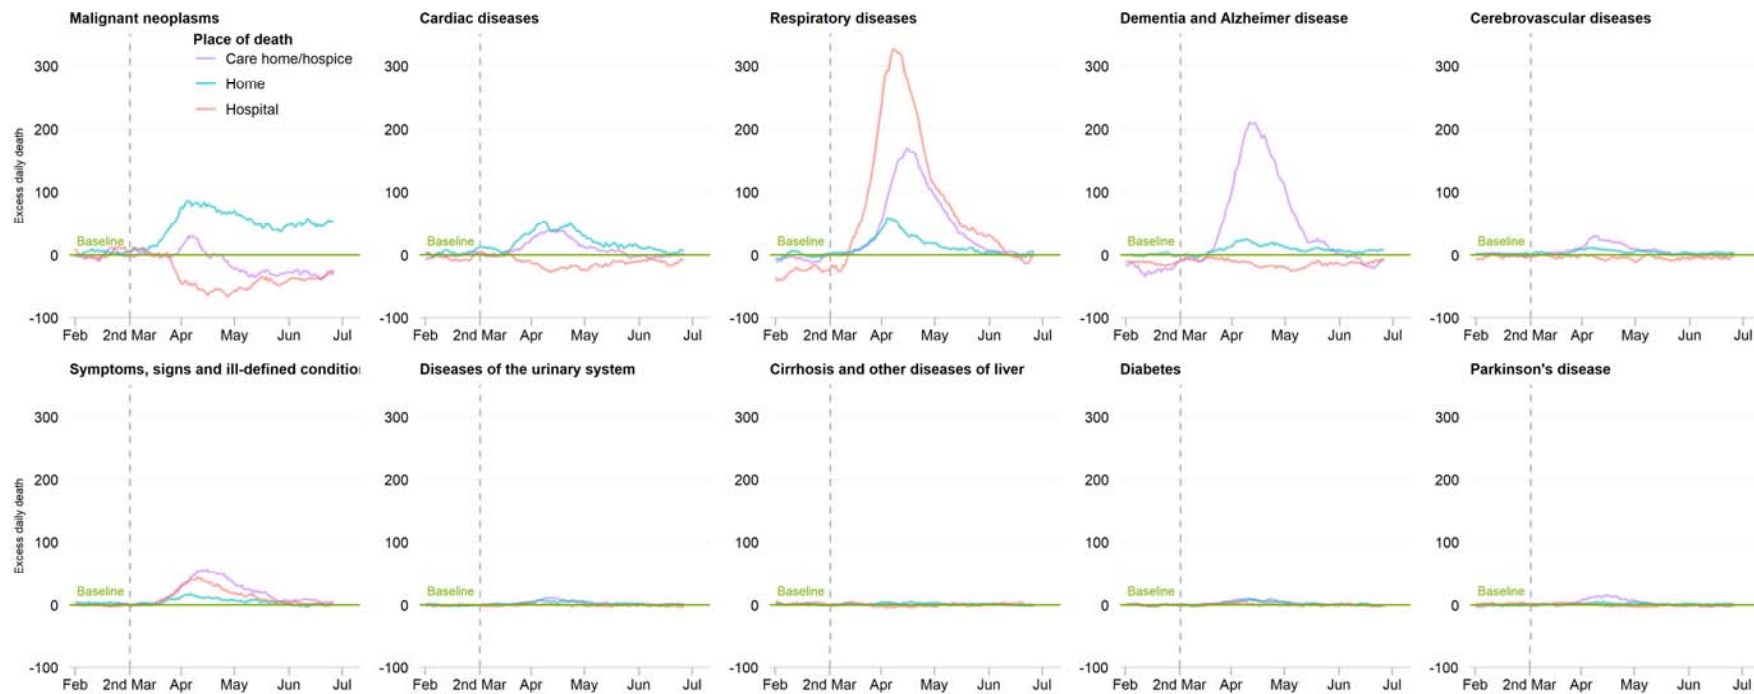 Malignant neoplasms
Place of death
Care home/hospice
Home
Hospital
Excess daily death
300
200
100
0
-100
Baseline
Feb 2nd Mar Apr May Jun Jul
Cardiac diseases
300
200
100
0
-100
Baseline
Feb 2nd Mar Apr May Jun Jul
Respiratory diseases
300
200
100
0
-100
Baseline
Feb 2nd Mar Apr May Jun Jul
Dementia and Alzheimer disease
300
200
100
0
-100
Baseline
Feb 2nd Mar Apr May Jun Jul
Cerebrovascular diseases
300
200
100
0
-100
Baseline
Feb 2nd Mar Apr May Jun Jul
Symptoms, signs and ill-defined conditio
Excess daily death
300
200
100
0
-100
Baseline
Feb 2nd Mar Apr May Jun Jul
Diseases of the urinary system
300
200
100
0
-100
Baseline
Feb 2nd Mar Apr May Jun Jul
Cirrhosis and other diseases of liver
300
200
100
0
-100
Baseline
Feb 2nd Mar Apr May Jun Jul
Diabetes
300
200
100
0
-100
Baseline
Feb 2nd Mar Apr May Jun Jul
Parkinson's disease
300
200
100
0
-100
Baseline
Feb 2nd Mar Apr May Jun Jul